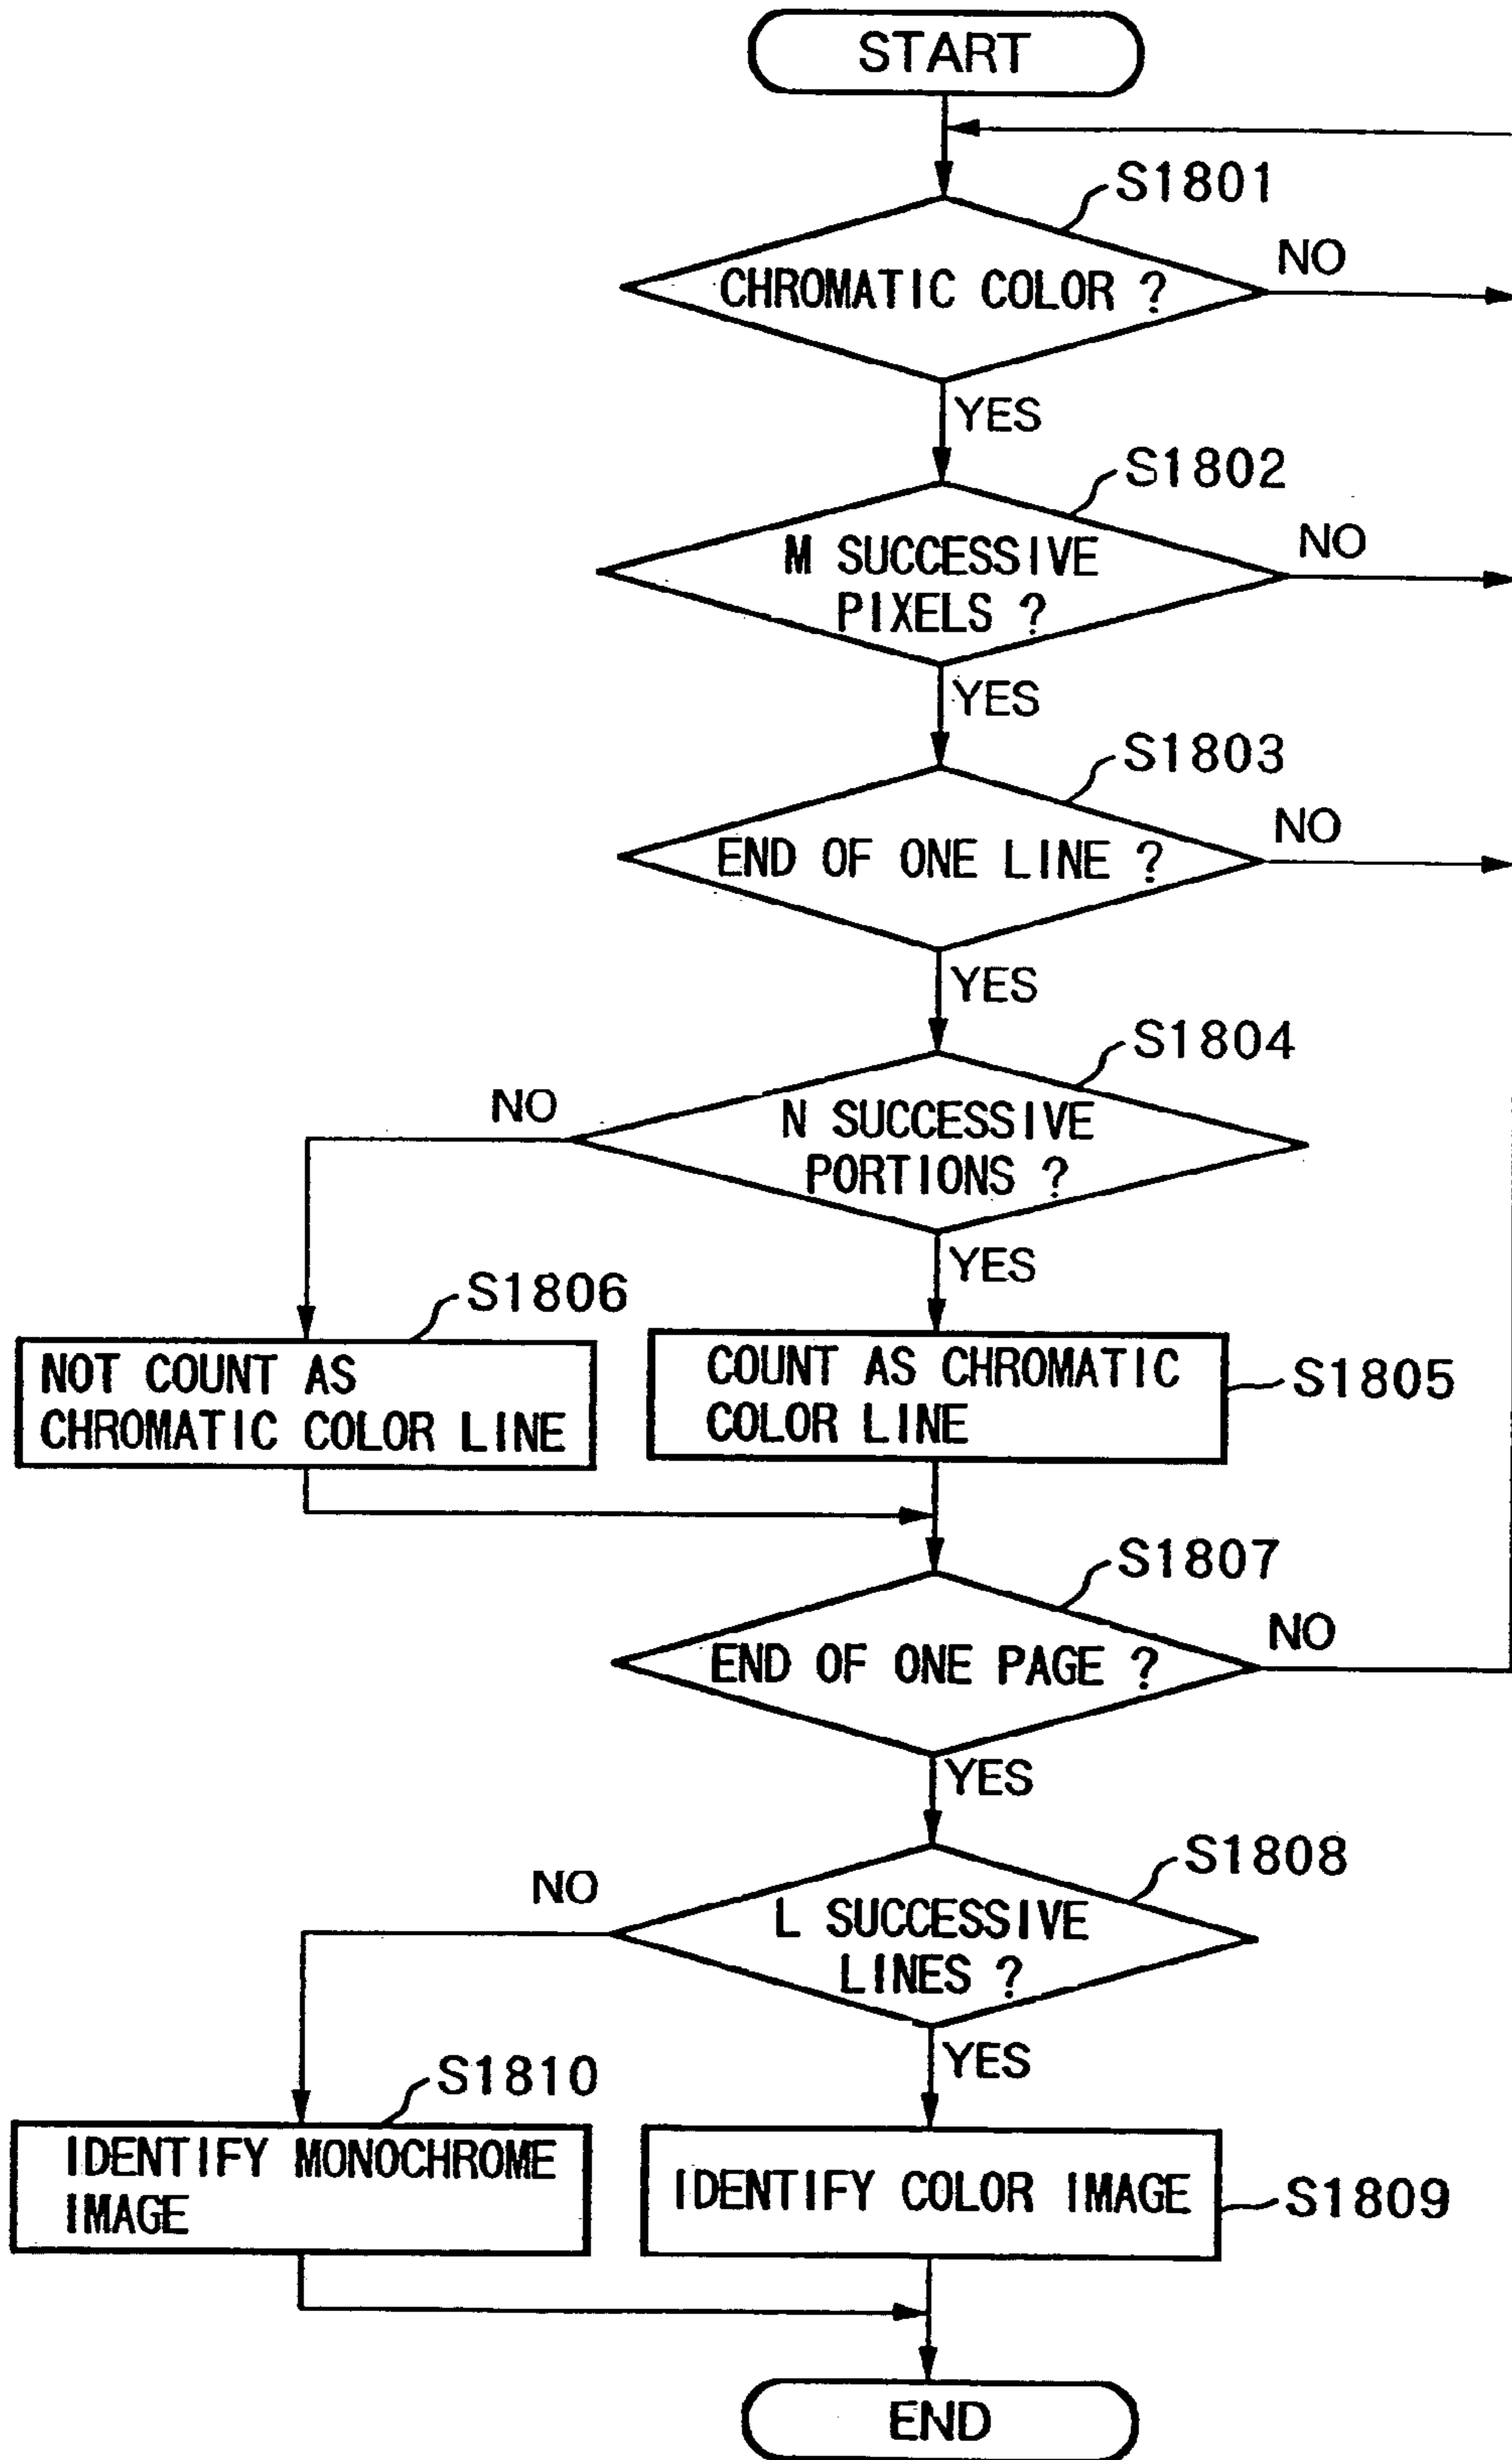 START
S1801
CHROMATIC COLOR ?
NO
YES
S1802
M SUCCESSIVE
PIXELS ?
NO
YES
S1803
END OF ONE LINE ?
NO
YES
S1804
N SUCCESSIVE
PORTIONS ?
NO
YES
S1806
NOT COUNT AS
CHROMATIC COLOR LINE
COUNT AS CHROMATIC
COLOR LINE
S1805
S1807
END OF ONE PAGE ?
NO
YES
S1808
L SUCCESSIVE
LINES ?
NO
YES
S1810
IDENTIFY MONOCHROME
IMAGE
IDENTIFY COLOR IMAGE
S1809
END